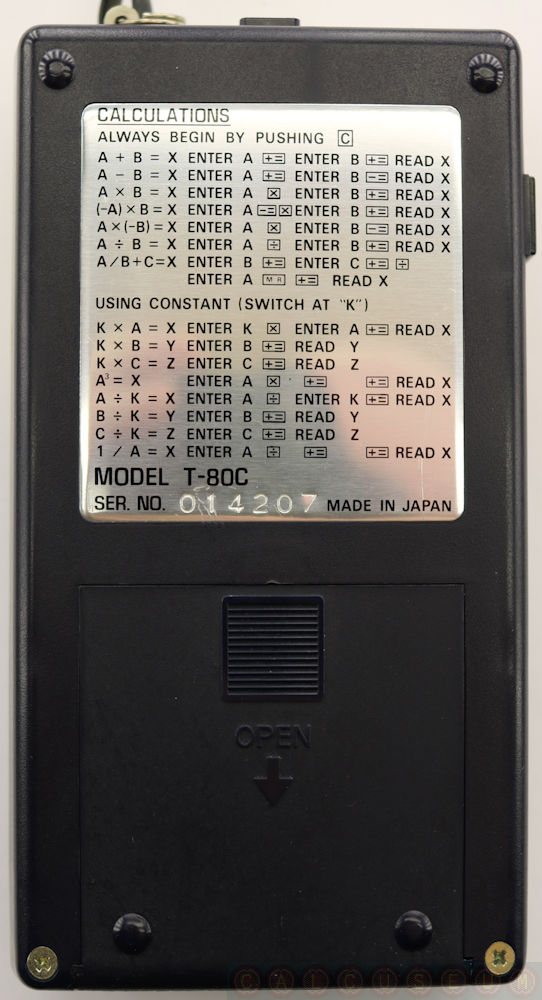 CALCULATIONS
ALWAYS BEGIN BY PUSHING C
A + B = X ENTER A += ENTER B += READ X
A - B = X ENTER A += ENTER B -= READ X
A × B = X ENTER A × ENTER B += READ X
(-A) × B = X ENTER A -= × ENTER B += READ X
A × (-B) = X ENTER A × ENTER B -= READ X
A ÷ B = X ENTER A ÷ ENTER B += READ X
A/B+C=X ENTER B += ENTER C += ÷
ENTER A MR += READ X
USING CONSTANT (SWITCH AT "K")
K × A = X ENTER K × ENTER A += READ X
K × B = Y ENTER B += READ Y
K × C = Z ENTER C += READ Z
A³ = X ENTER A × += += READ X
A ÷ K = X ENTER A ÷ ENTER K += READ X
B ÷ K = Y ENTER B += READ Y
C ÷ K = Z ENTER C += READ Z
1 / A = X ENTER A ÷ += += READ X
MODEL T-80C
SER. NO. 014207 MADE IN JAPAN
OPEN
CALCUSEUM